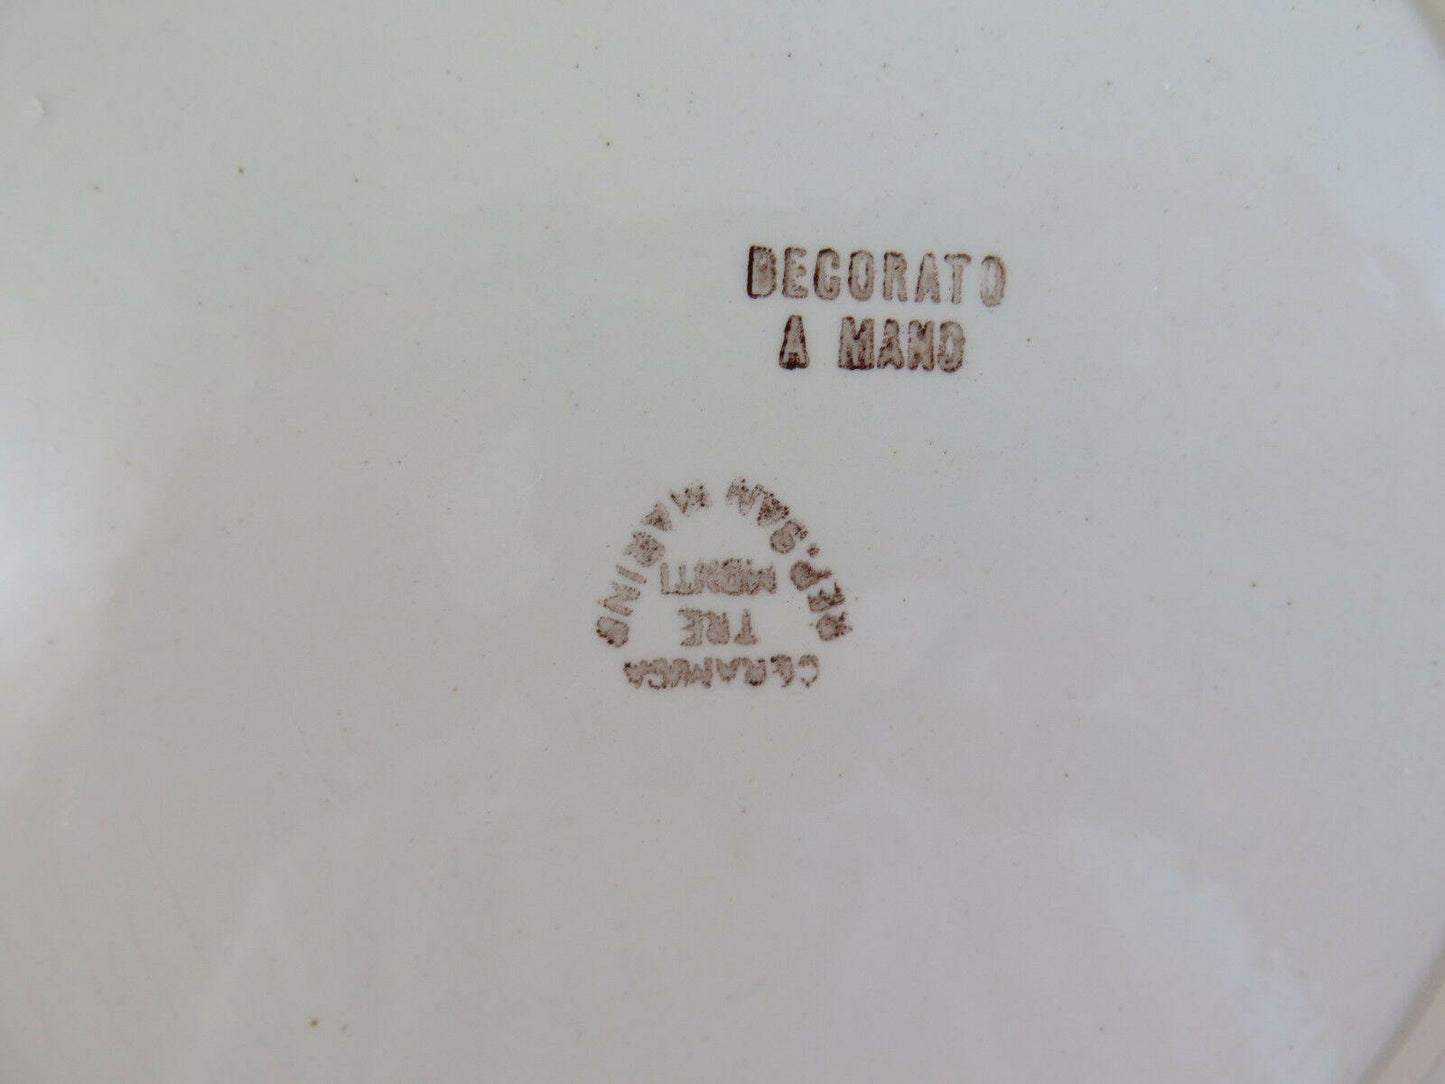 DECORATO
A MANO
CERAMICA
TRE
MONTI
REP. SAN MARINO